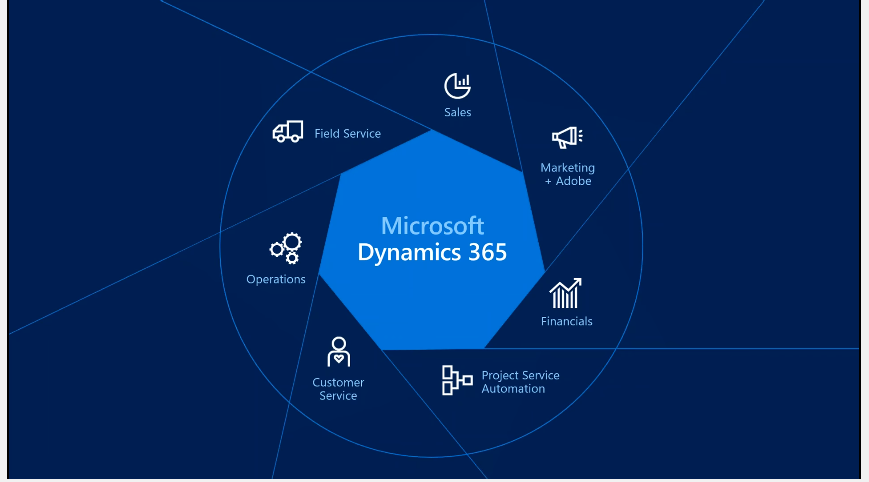 Sales
Field Service
Marketing
+ Adobe
Microsoft
Dynamics 365
Operations
Financials
Customer
Service
Project Service
Automation